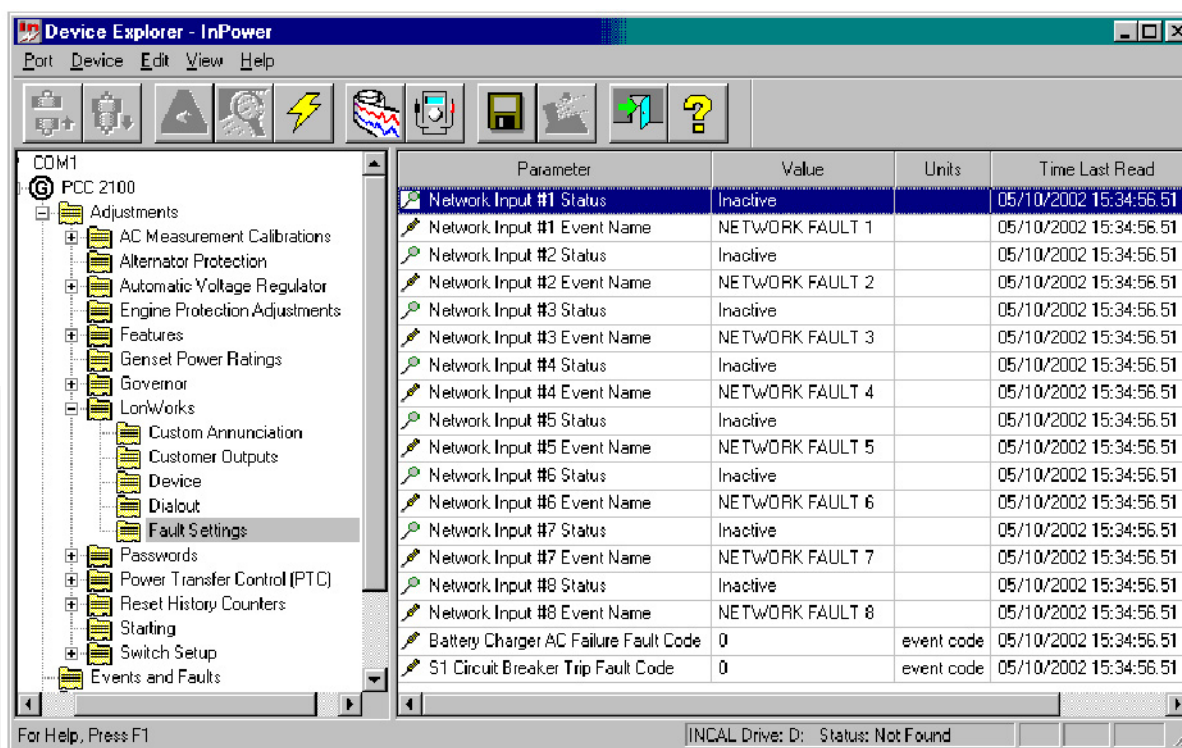 Device Explorer - InPower
Port Device Edit View Help
COM1
PCC 2100
Adjustments
AC Measurement Calibrations
Alternator Protection
Automatic Voltage Regulator
Engine Protection Adjustments
Features
Genset Power Ratings
Governor
LonWorks
Custom Annunciation
Customer Outputs
Device
Dialout
Fault Settings
Passwords
Power Transfer Control (PTC)
Reset History Counters
Starting
Switch Setup
Events and Faults
Parameter Value Units Time Last Read
Network Input #1 Status Inactive 05/10/2002 15:34:56.51
Network Input #1 Event Name NETWORK FAULT 1 05/10/2002 15:34:56.51
Network Input #2 Status Inactive 05/10/2002 15:34:56.51
Network Input #2 Event Name NETWORK FAULT 2 05/10/2002 15:34:56.51
Network Input #3 Status Inactive 05/10/2002 15:34:56.51
Network Input #3 Event Name NETWORK FAULT 3 05/10/2002 15:34:56.51
Network Input #4 Status Inactive 05/10/2002 15:34:56.51
Network Input #4 Event Name NETWORK FAULT 4 05/10/2002 15:34:56.51
Network Input #5 Status Inactive 05/10/2002 15:34:56.51
Network Input #5 Event Name NETWORK FAULT 5 05/10/2002 15:34:56.51
Network Input #6 Status Inactive 05/10/2002 15:34:56.51
Network Input #6 Event Name NETWORK FAULT 6 05/10/2002 15:34:56.51
Network Input #7 Status Inactive 05/10/2002 15:34:56.51
Network Input #7 Event Name NETWORK FAULT 7 05/10/2002 15:34:56.51
Network Input #8 Status Inactive 05/10/2002 15:34:56.51
Network Input #8 Event Name NETWORK FAULT 8 05/10/2002 15:34:56.51
Battery Charger AC Failure Fault Code 0 event code 05/10/2002 15:34:56.51
S1 Circuit Breaker Trip Fault Code 0 event code 05/10/2002 15:34:56.51
For Help, Press F1
INCAL Drive: D: Status: Not Found